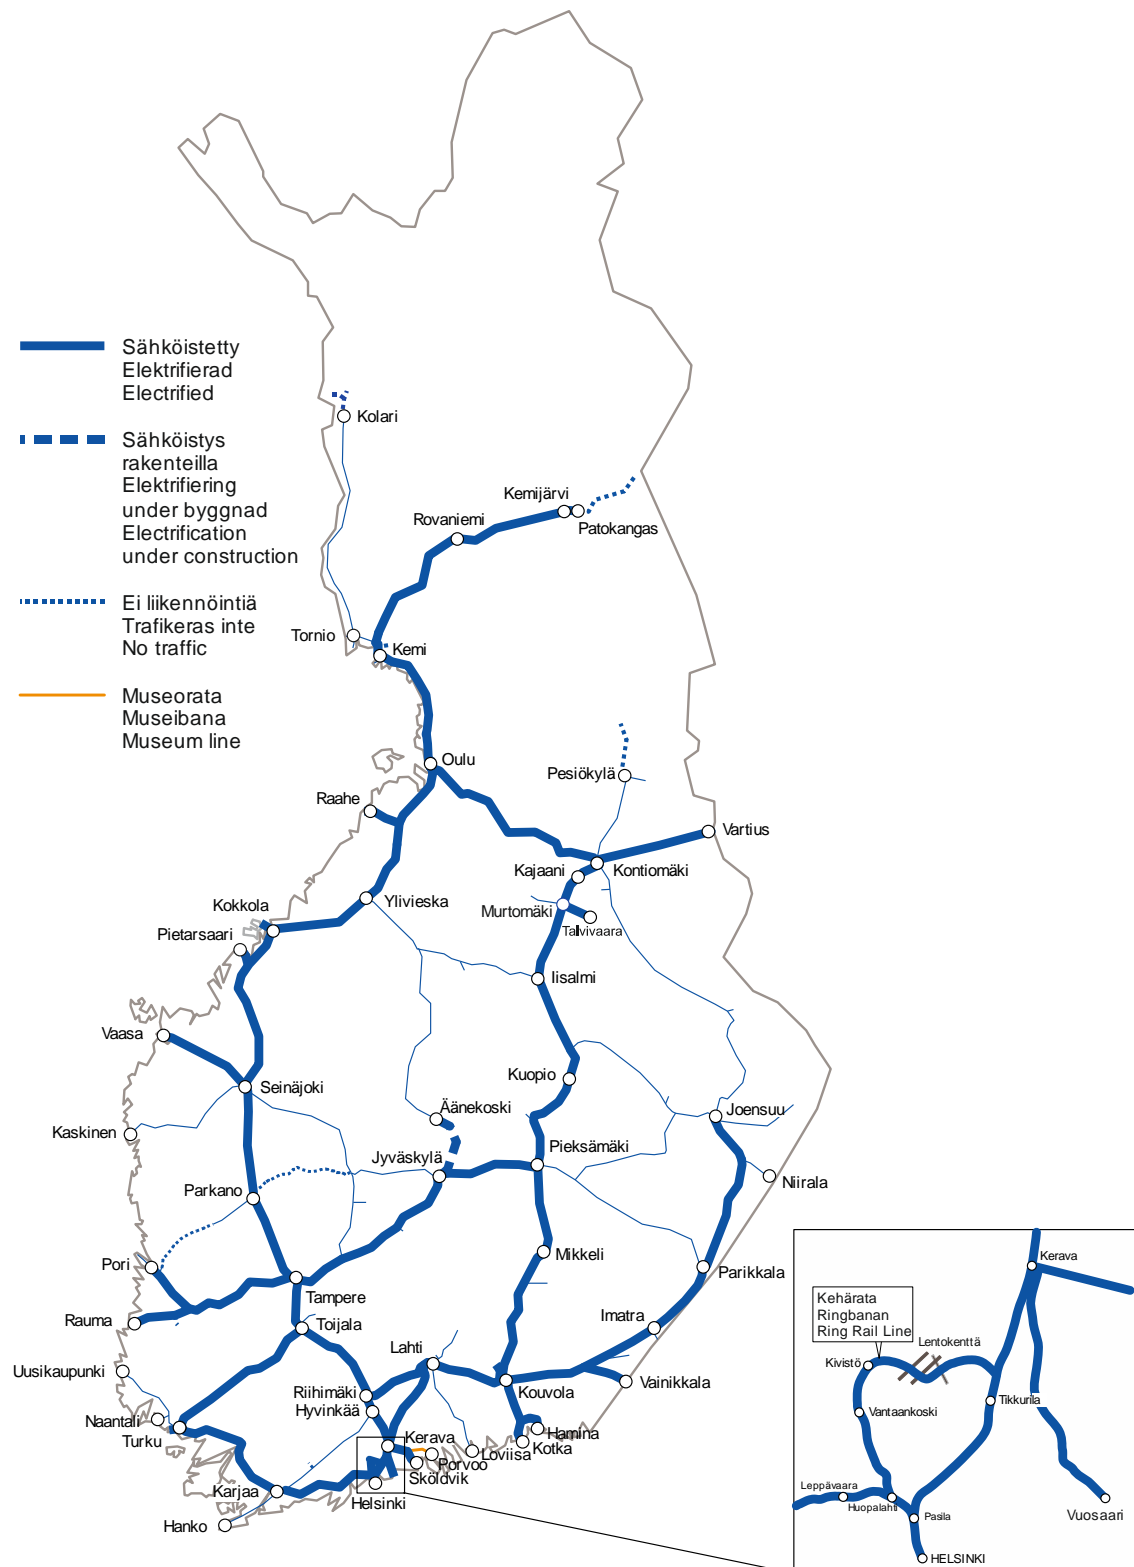 Sähköistetty
Elektrifierad
Electrified
Sähköistys
rakenteilla
Elektrifiering
under byggnad
Electrification
under construction
Ei liikennöintiä
Trafikeras inte
No traffic
Museorata
Museibana
Museum line
Kolari
Kemijärvi
Rovaniemi
Patokangas
Tornio
Kemi
Oulu
Pesiökylä
Raahe
Vartius
Kajaani
Kontiomäki
Ylivieska
Murtomäki
Kokkola
Talvivaara
Pietarsaari
Iisalmi
Vaasa
Kuopio
Seinäjoki
Äänekoski
Joensuu
Kaskinen
Jyväskylä
Pieksämäki
Niirala
Parkano
Mikkeli
Pori
Parikkala
Tampere
Rauma
Imatra
Toijala
Lahti
Uusikaupunki
Vainikkala
Riihimäki
Kouvola
Hyvinkää
Naantali
Hamina
Turku
Kerava
Kotka
Loviisa
Porvoo
Sköldvik
Karjaa
Helsinki
Hanko
Kerava
Kehärata
Ringbanan
Ring Rail Line
Lentokenttä
Kivistö
Tikkurila
Vantaankoski
Leppävaara
Huopalahti
Pasila
Vuosaari
HELSINKI